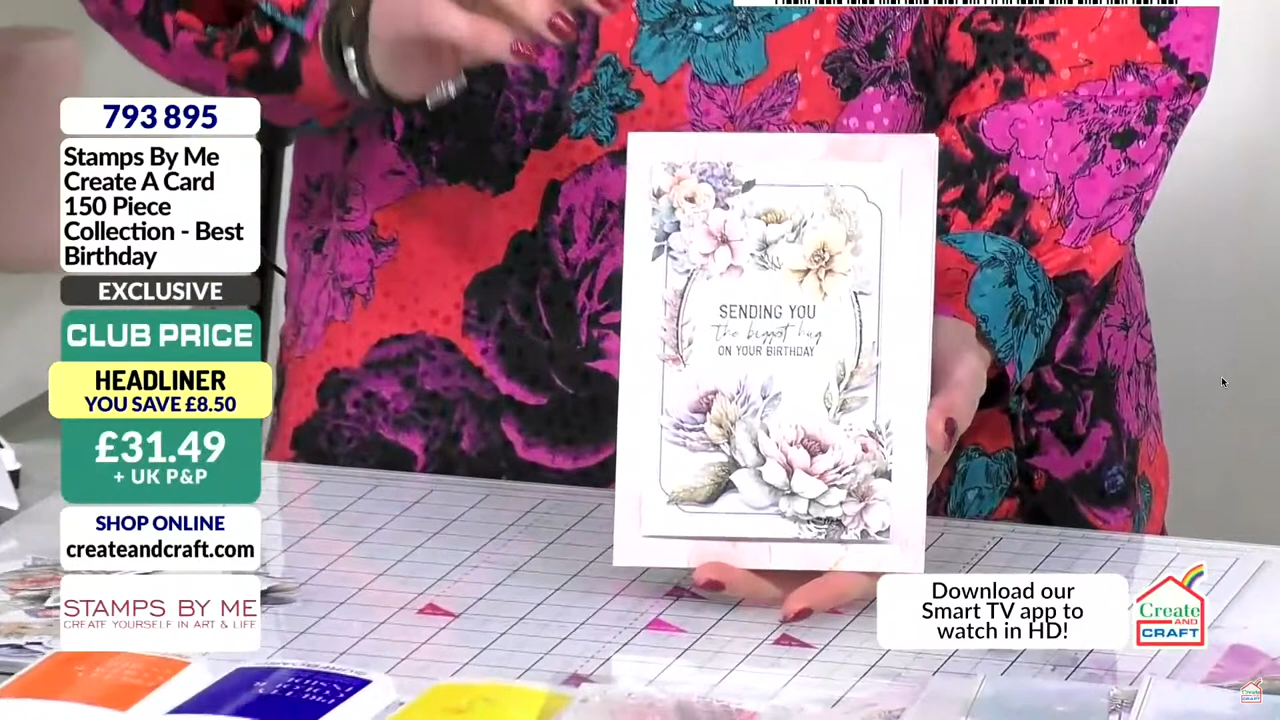 793 895
Stamps By Me
Create A Card
150 Piece
Collection - Best
Birthday
EXCLUSIVE
CLUB PRICE
HEADLINER
YOU SAVE £8.50
£31.49
+ UK P&P
SHOP ONLINE
createandcraft.com
STAMPS BY ME
CREATE YOURSELF IN ART & LIFE
SENDING YOU
the biggest hug
ON YOUR BIRTHDAY
Download our
Smart TV app to
watch in HD!
Create
AND
CRAFT